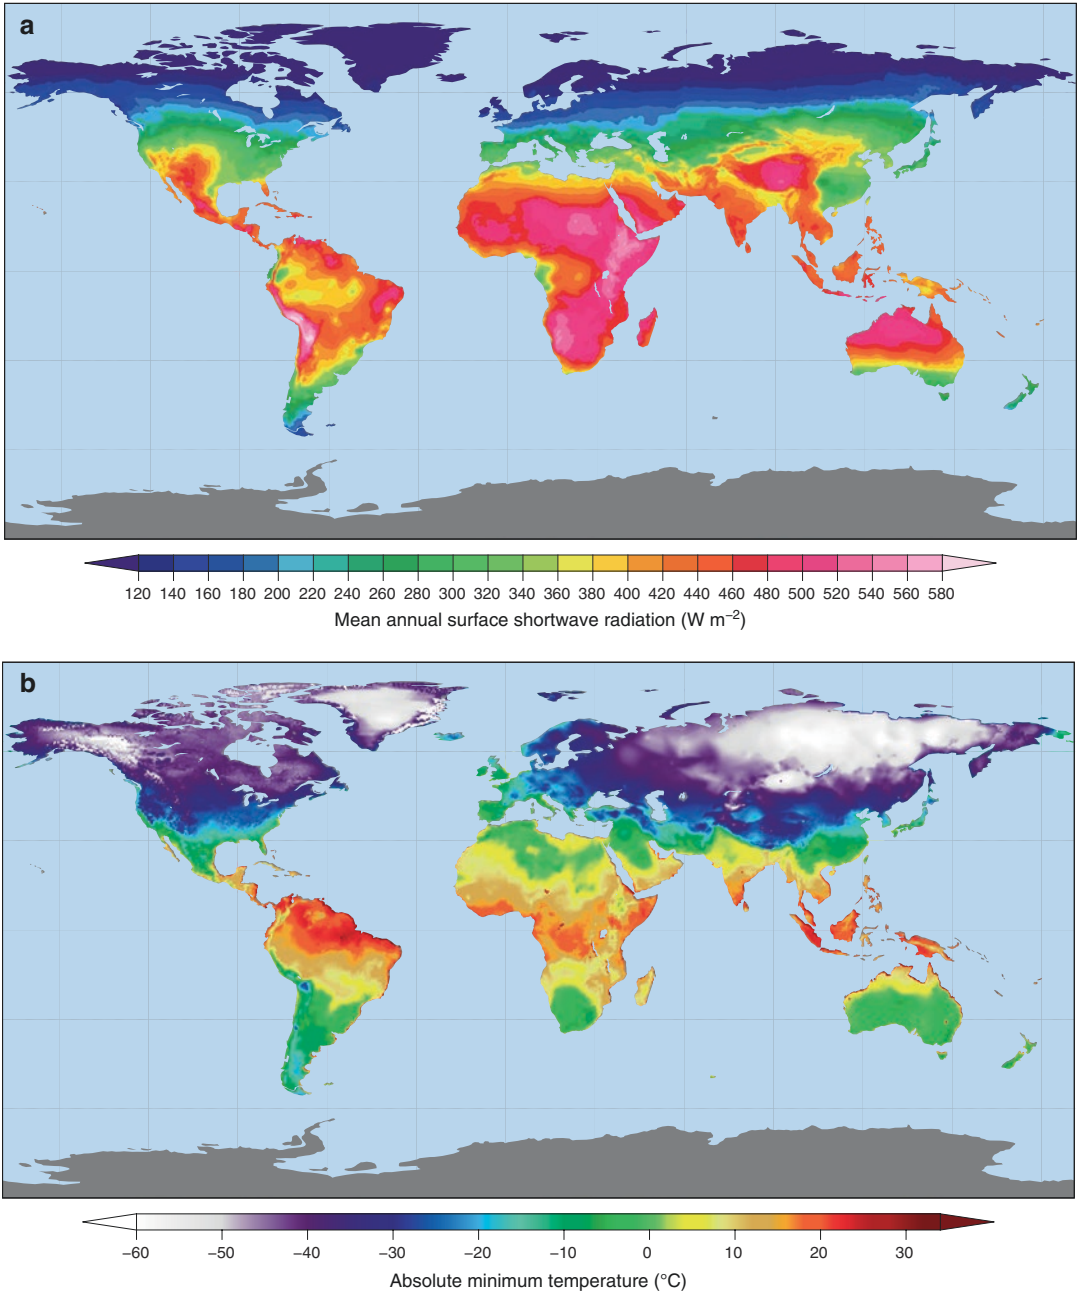 a
120 140 160 180 200 220 240 260 280 300 320 340 360 380 400 420 440 460 480 500 520 540 560 580
Mean annual surface shortwave radiation (W m⁻²)
b
−60 −50 −40 −30 −20 −10 0 10 20 30
Absolute minimum temperature (°C)